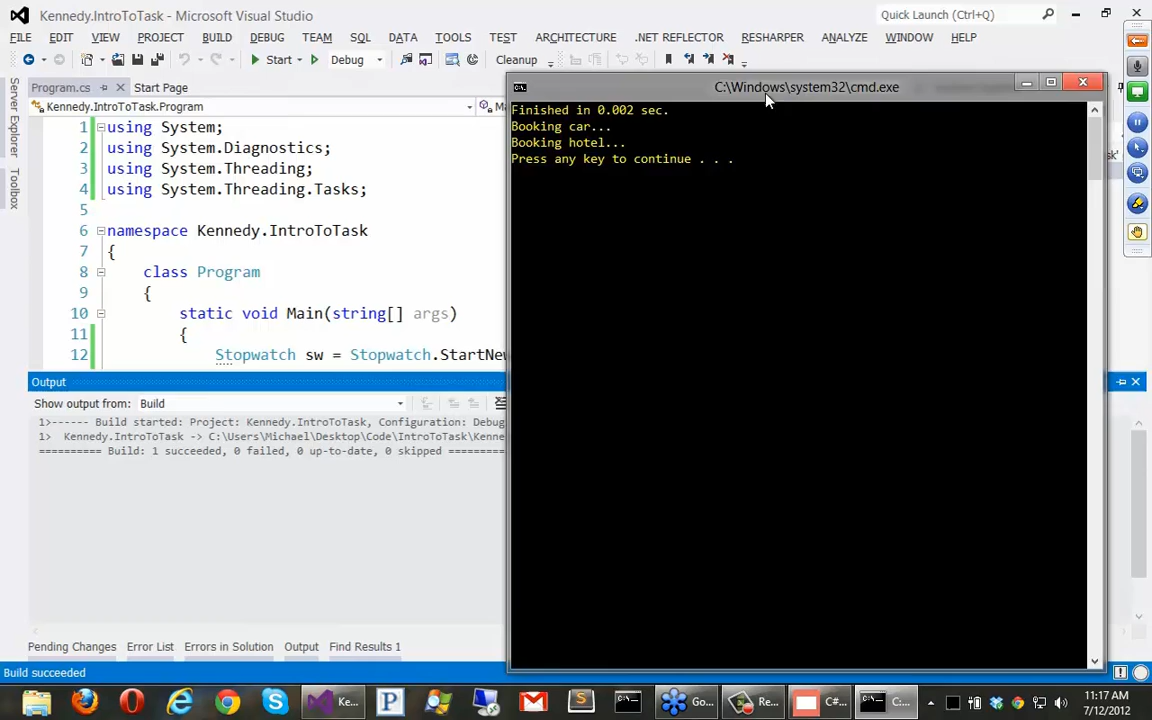 Kennedy.IntroToTask - Microsoft Visual Studio
Quick Launch (Ctrl+Q)
FILE EDIT VIEW PROJECT BUILD DEBUG TEAM SQL DATA TOOLS TEST ARCHITECTURE .NET REFLECTOR RESHARPER ANALYZE WINDOW HELP
Start Debug Cleanup
Server Explorer
Toolbox
Program.cs Start Page
Kennedy.IntroToTask.Program
1 using System;
2 using System.Diagnostics;
3 using System.Threading;
4 using System.Threading.Tasks;
5
6 namespace Kennedy.IntroToTask
7 {
8 class Program
9 {
10 static void Main(string[] args)
11 {
12 Stopwatch sw = Stopwatch.StartNew
C:\Windows\system32\cmd.exe
Finished in 0.002 sec.
Booking car...
Booking hotel...
Press any key to continue . . .
Output
Show output from: Build
1>------ Build started: Project: Kennedy.IntroToTask, Configuration: Debug
1> Kennedy.IntroToTask -> C:\Users\Michael\Desktop\Code\IntroToTask\Kenne
========== Build: 1 succeeded, 0 failed, 0 up-to-date, 0 skipped =========
Pending Changes Error List Errors in Solution Output Find Results 1
Build succeeded
Ke... Go... Re... C#... C:...
11:17 AM
7/12/2012